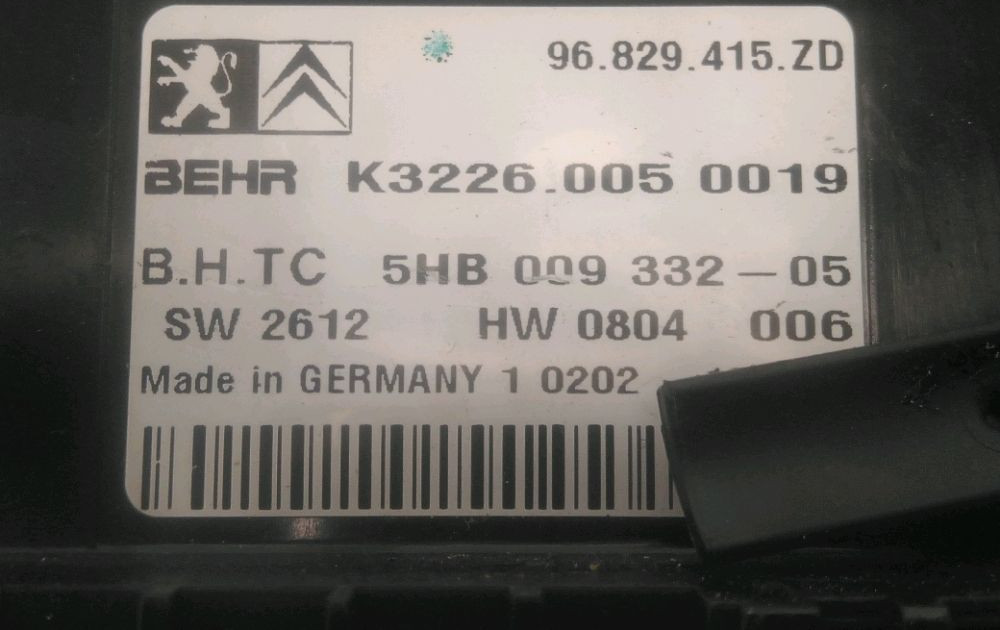 96.829.415.ZD
BEHR K3226.005 0019
B.H.TC 5HB 009 332-05
SW 2612 HW 0804 006
Made in GERMANY 1 0202